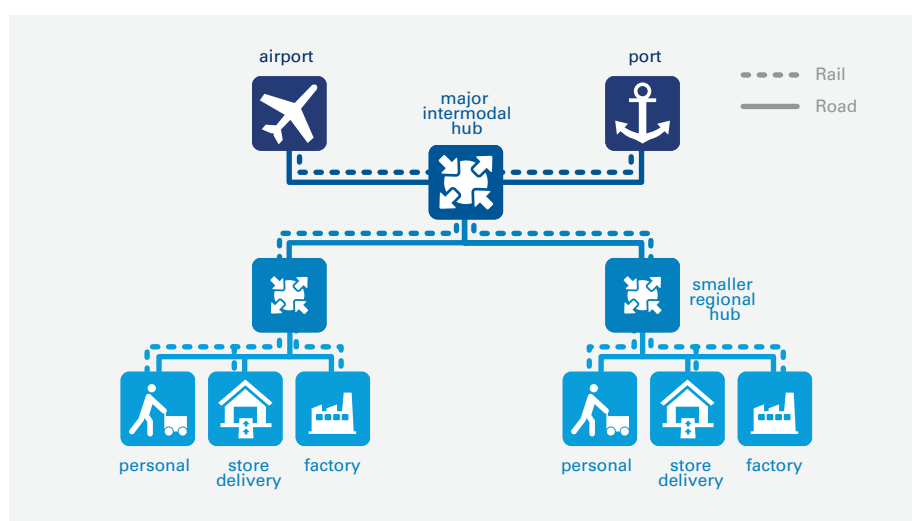 airport
port
Rail
Road
major
intermodal
hub
smaller
regional
hub
personal
store
delivery
factory
personal
store
delivery
factory